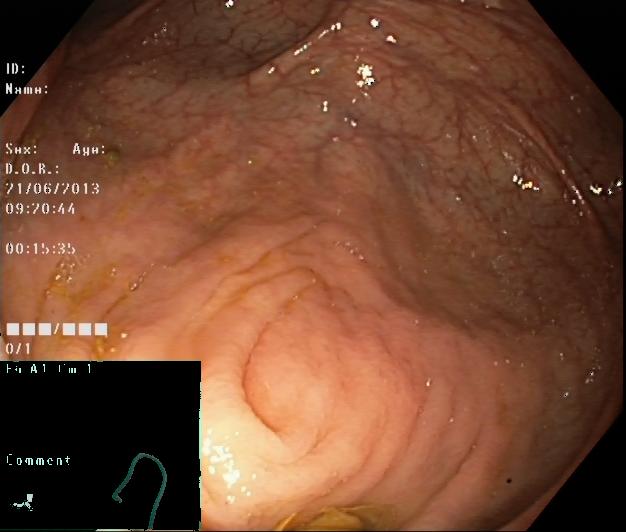 ID:
Name:
Sex: Age:
D.O.B.:
21/06/2013
09:20:44
00:15:35
/
0/1
Comment